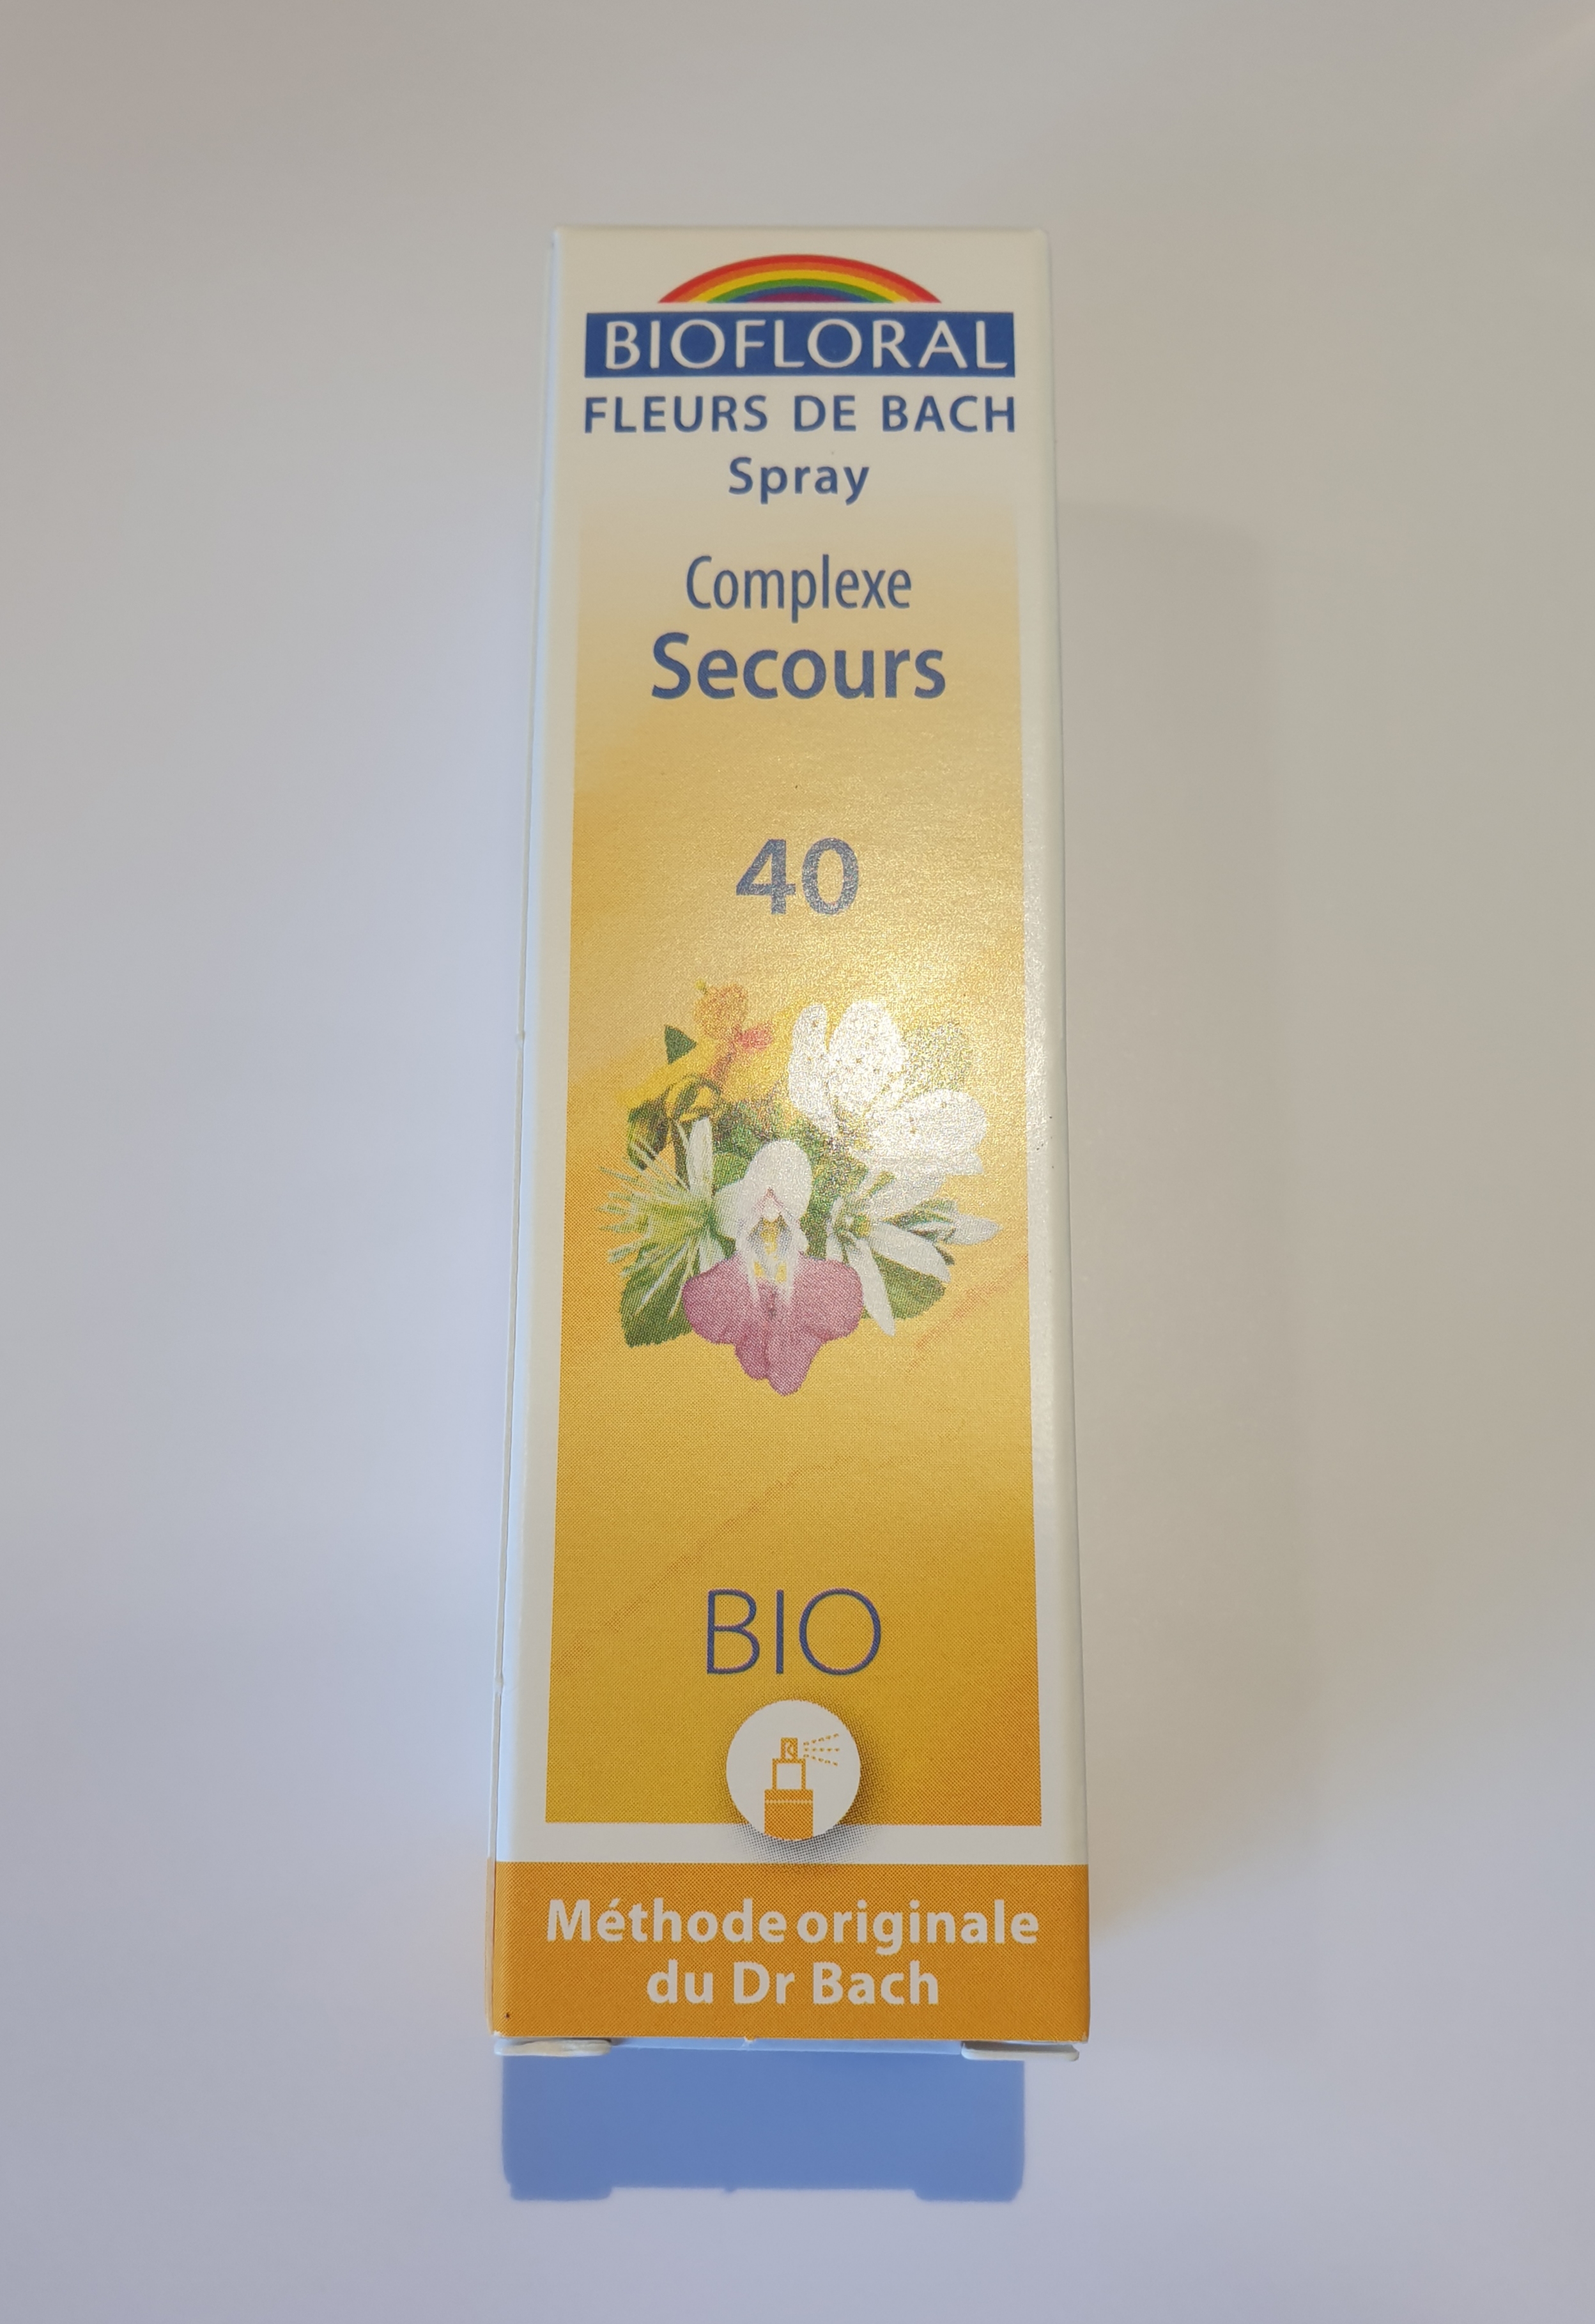 BIOFLORAL
FLEURS DE BACH
Spray
Complexe
Secours
40
BIO
Méthode originale
du Dr Bach